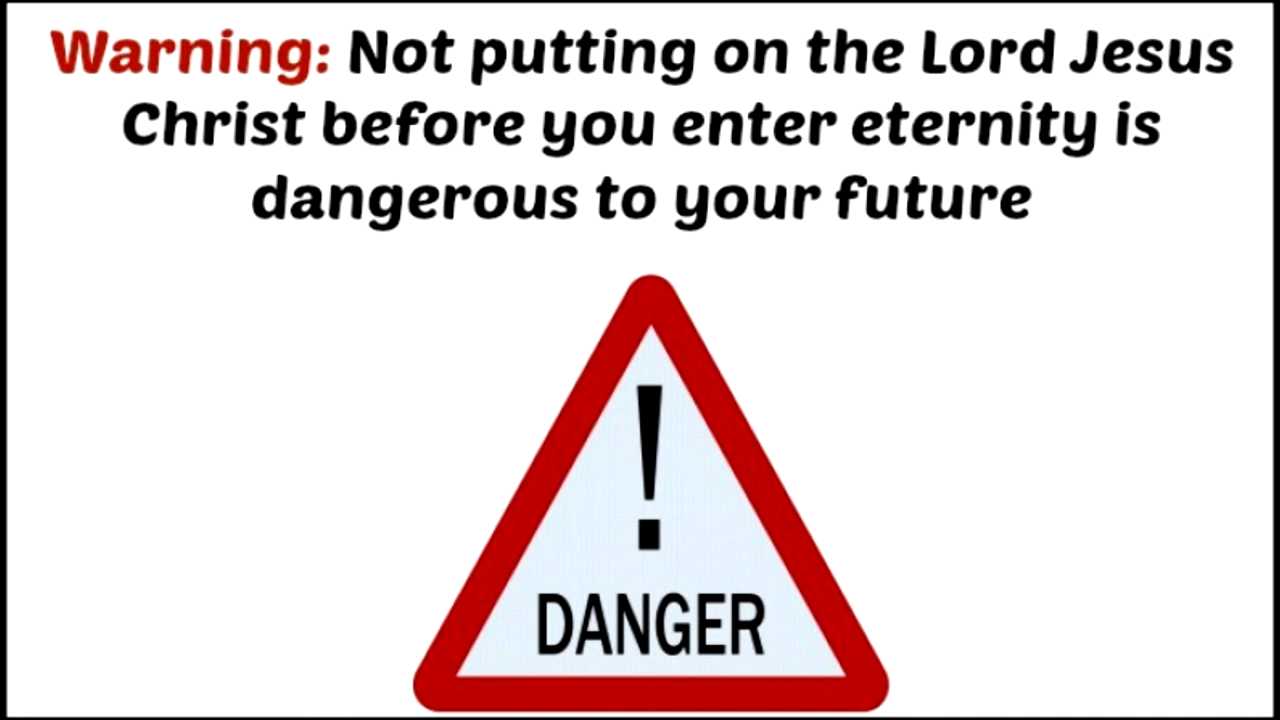 Warning: Not putting on the Lord Jesus
Christ before you enter eternity is
dangerous to your future
!
DANGER